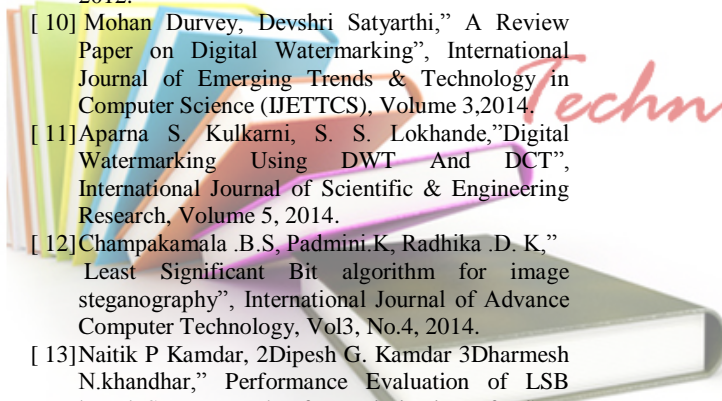 2012.
[ 10] Mohan Durvey, Devshri Satyarthi,” A Review
Paper on Digital Watermarking”, International
Journal of Emerging Trends & Technology in
Computer Science (IJETTCS), Volume 3,2014.
[ 11]Aparna S. Kulkarni, S. S. Lokhande,”Digital
Watermarking Using DWT And DCT”,
International Journal of Scientific & Engineering
Research, Volume 5, 2014.
[ 12]Champakamala .B.S, Padmini.K, Radhika .D. K,”
Least Significant Bit algorithm for image
steganography”, International Journal of Advance
Computer Technology, Vol3, No.4, 2014.
[ 13]Naitik P Kamdar, 2Dipesh G. Kamdar 3Dharmesh
N.khandhar,” Performance Evaluation of LSB
Techn